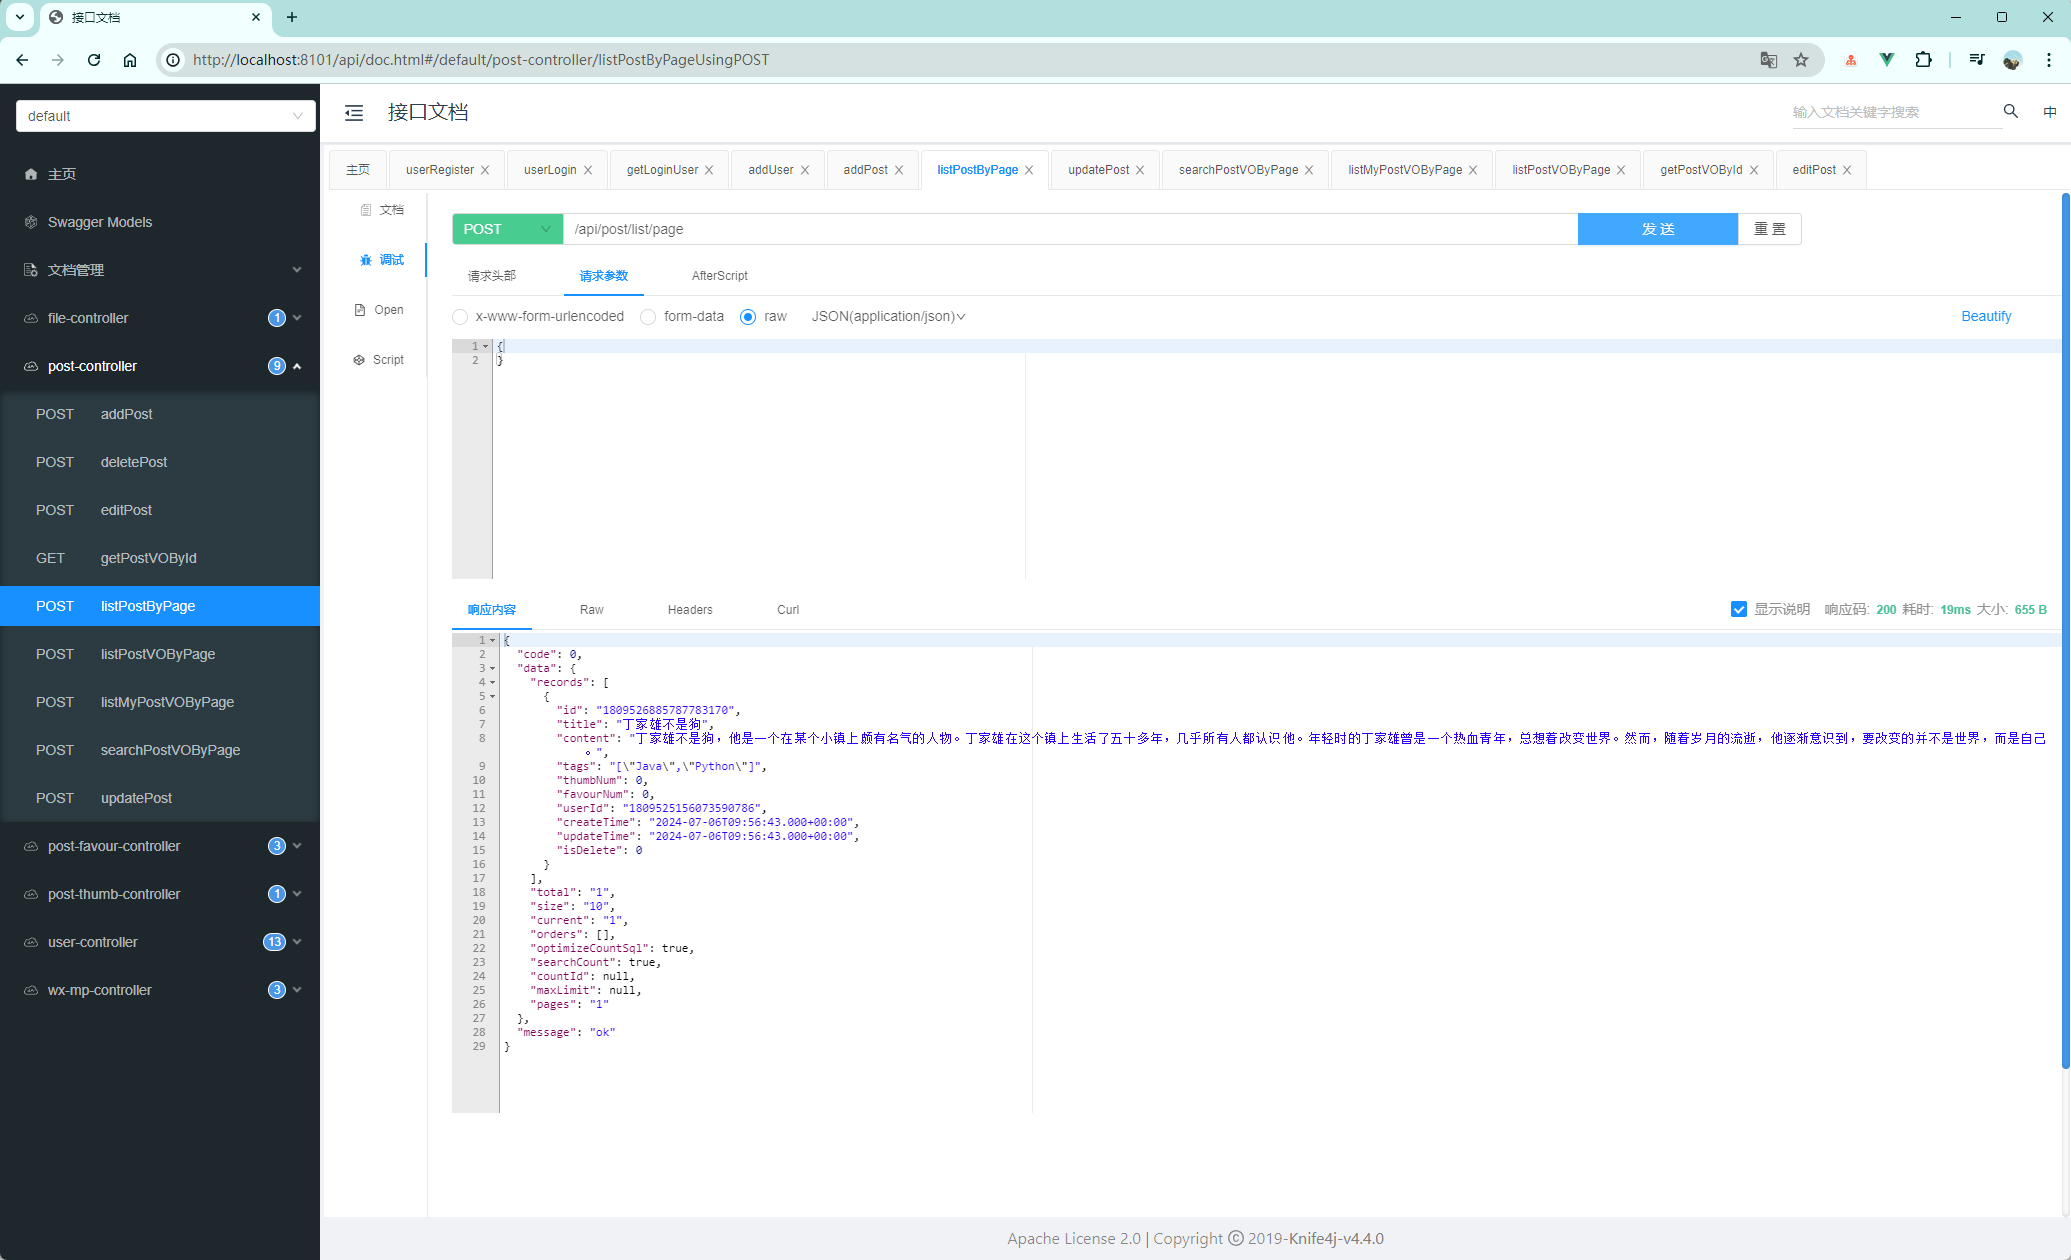 接口文档
http://localhost:8101/api/doc.html#/default/post-controller/listPostByPageUsingPOST
default
接口文档
输入文档关键字搜索
中
主页
Swagger Models
文档管理
file-controller 1
post-controller 9
POST addPost
POST deletePost
POST editPost
GET getPostVOById
POST listPostByPage
POST listPostVOByPage
POST listMyPostVOByPage
POST searchPostVOByPage
POST updatePost
post-favour-controller 3
post-thumb-controller 1
user-controller 13
wx-mp-controller 3
主页 userRegister userLogin getLoginUser addUser addPost listPostByPage updatePost searchPostVOByPage listMyPostVOByPage listPostVOByPage getPostVOById editPost
文档
调试
Open
Script
POST /api/post/list/page 发 送 重 置
请求头部 请求参数 AfterScript
x-www-form-urlencoded form-data raw JSON(application/json) Beautify
1 {
2 }
响应内容 Raw Headers Curl 显示说明 响应码: 200 耗时: 19ms 大小: 655 B
1 {
2 "code": 0,
3 "data": {
4 "records": [
5 {
6 "id": "1809526885787783170",
7 "title": "丁家雄不是狗",
8 "content": "丁家雄不是狗，他是一个在某个小镇上颇有名气的人物。丁家雄在这个镇上生活了五十多年，几乎所有人都认识他。年轻时的丁家雄曾是一个热血青年，总想着改变世界。然而，随着岁月的流逝，他逐渐意识到，要改变的并不是世界，而是自己
。",
9 "tags": "[\"Java\",\"Python\"]",
10 "thumbNum": 0,
11 "favourNum": 0,
12 "userId": "1809525156073590786",
13 "createTime": "2024-07-06T09:56:43.000+00:00",
14 "updateTime": "2024-07-06T09:56:43.000+00:00",
15 "isDelete": 0
16 }
17 ],
18 "total": "1",
19 "size": "10",
20 "current": "1",
21 "orders": [],
22 "optimizeCountSql": true,
23 "searchCount": true,
24 "countId": null,
25 "maxLimit": null,
26 "pages": "1"
27 },
28 "message": "ok"
29 }
Apache License 2.0 | Copyright © 2019-Knife4j-v4.4.0